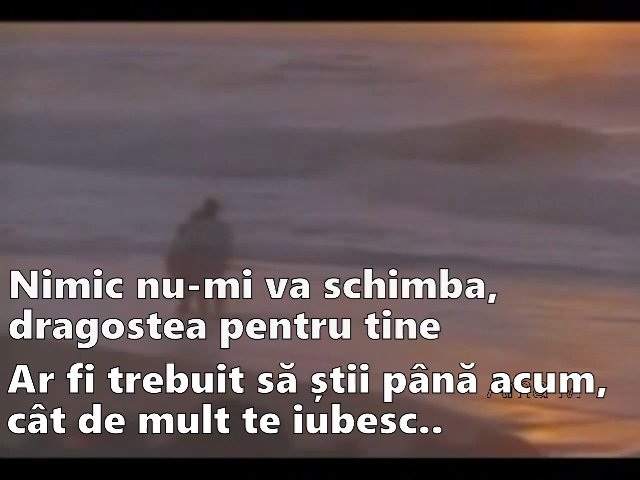 Nimic nu-mi va schimba,
dragostea pentru tine
Ar fi trebuit să știi până acum,
cât de mult te iubesc..